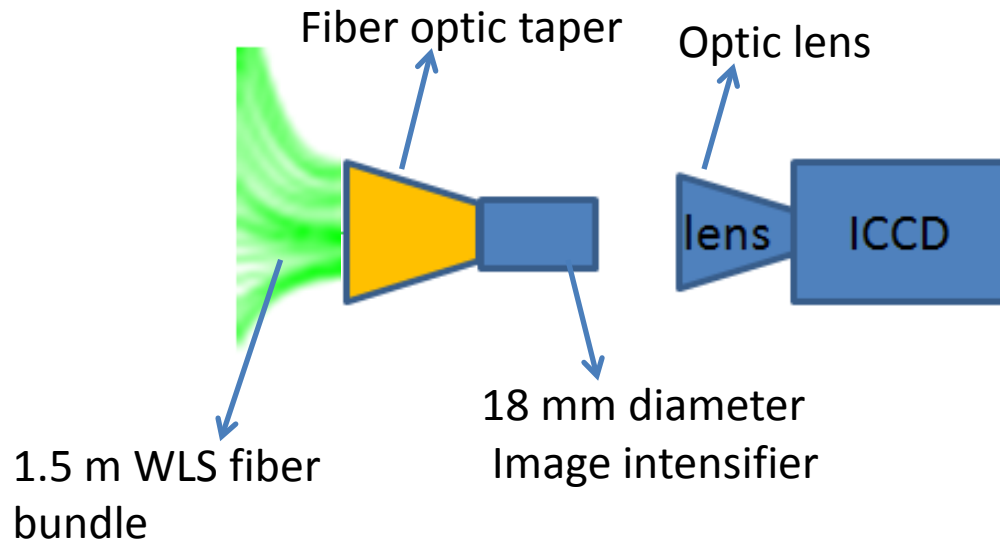 Fiber optic taper
Optic lens
lens
ICCD
18 mm diameter
Image intensifier
1.5 m WLS fiber
bundle